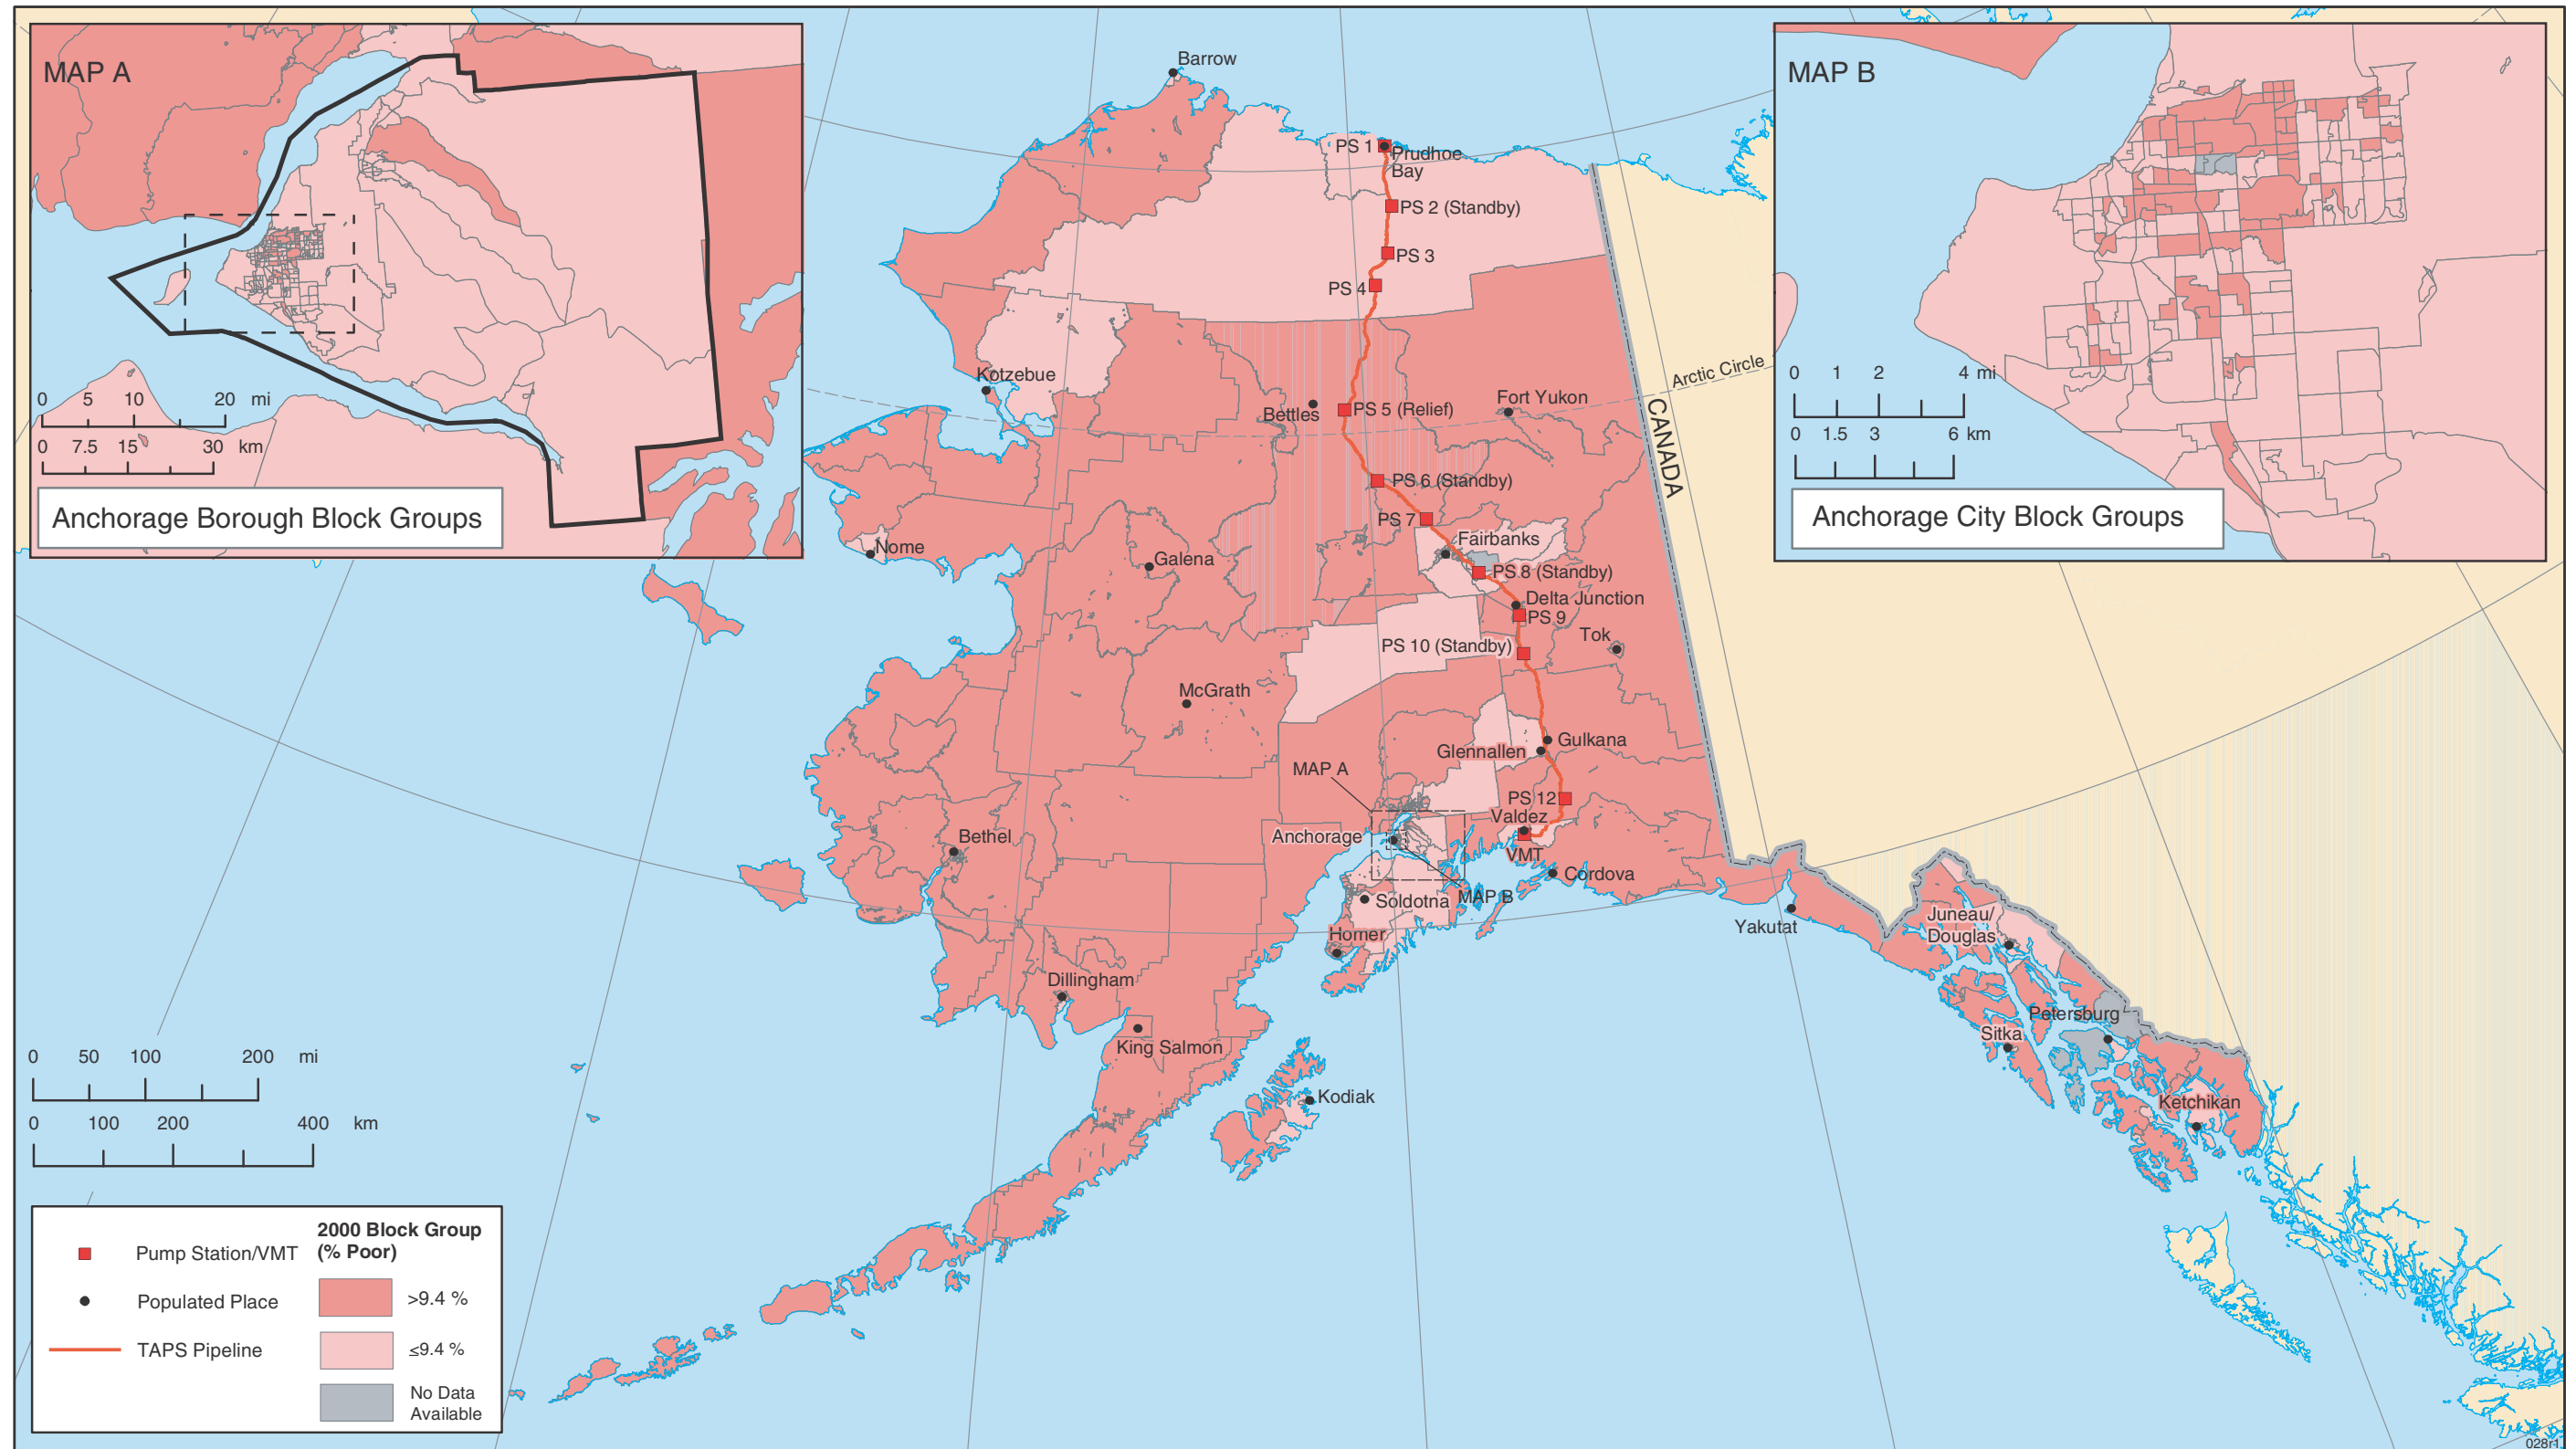 MAP A
0 5 10 20 mi
0 7.5 15 30 km
Anchorage Borough Block Groups
MAP B
0 1 2 4 mi
0 1.5 3 6 km
Anchorage City Block Groups
Barrow
PS 1
Prudhoe
Bay
PS 2 (Standby)
PS 3
PS 4
Arctic Circle
CANADA
Kotzebue
Bettles
PS 5 (Relief)
Fort Yukon
PS 6 (Standby)
PS 7
Nome
Galena
Fairbanks
PS 8 (Standby)
Delta Junction
PS 9
Tok
PS 10 (Standby)
McGrath
Gulkana
Glennallen
MAP A
PS 12
Valdez
Anchorage
Bethel
VMT
Cordova
MAP B
Soldotna
Homer
Yakutat
Juneau/
Douglas
Dillingham
King Salmon
Sitka
Petersburg
Kodiak
Ketchikan
0 50 100 200 mi
0 100 200 400 km
2000 Block Group
(% Poor)
Pump Station/VMT
Populated Place
TAPS Pipeline
>9.4 %
≤9.4 %
No Data
Available
028r1